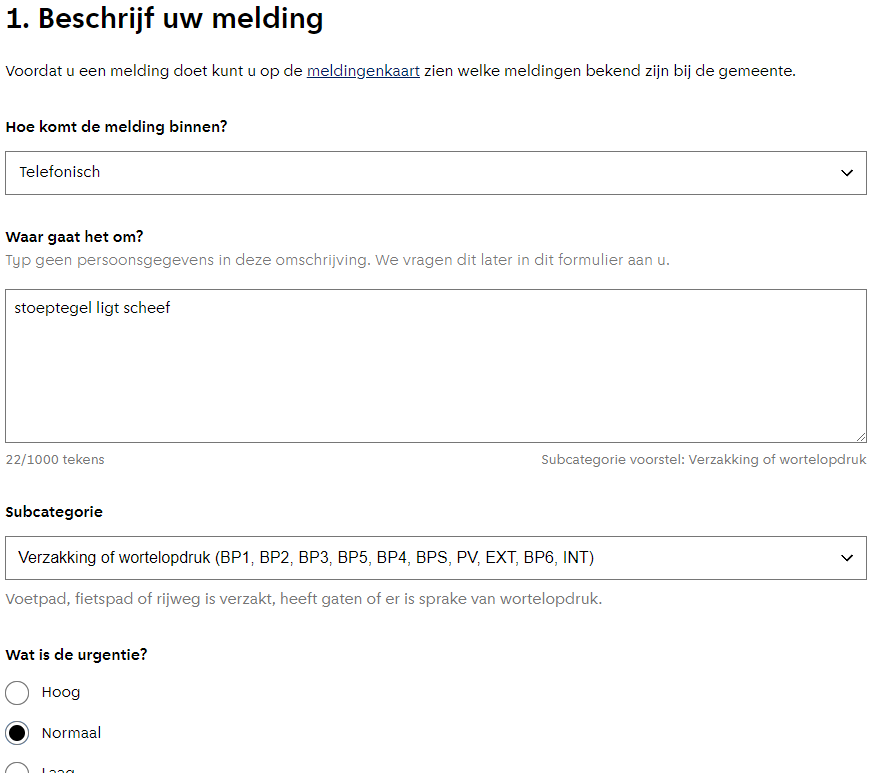 1. Beschrijf uw melding
Voordat u een melding doet kunt u op de meldingenkaart zien welke meldingen bekend zijn bij de gemeente.
Hoe komt de melding binnen?
Telefonisch
Waar gaat het om?
Typ geen persoonsgegevens in deze omschrijving. We vragen dit later in dit formulier aan u.
stoeptegel ligt scheef
22/1000 tekens
Subcategorie voorstel: Verzakking of wortelopdruk
Subcategorie
Verzakking of wortelopdruk (BP1, BP2, BP3, BP5, BP4, BPS, PV, EXT, BP6, INT)
Voetpad, fietspad of rijweg is verzakt, heeft gaten of er is sprake van wortelopdruk.
Wat is de urgentie?
Hoog
Normaal
Laag